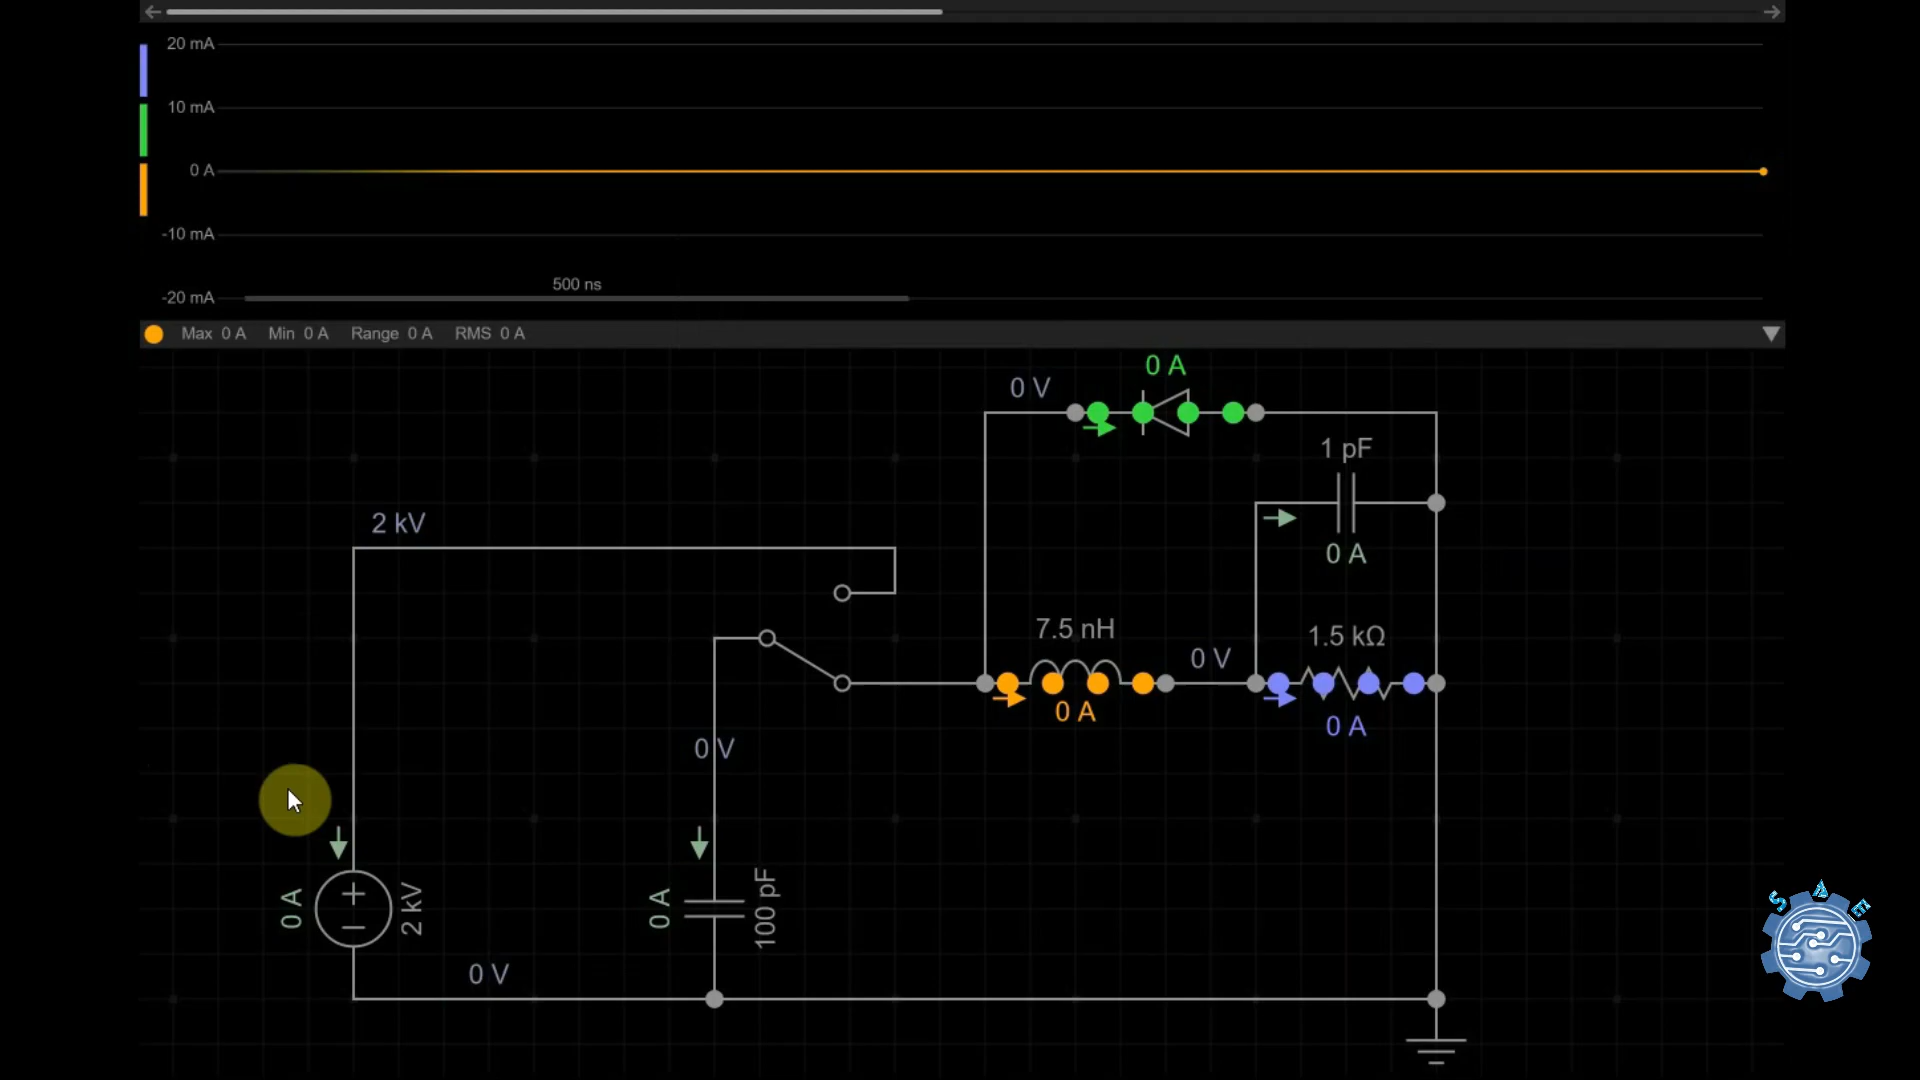 20 mA
10 mA
0 A
-10 mA
500 ns
-20 mA
Max 0 A Min 0 A Range 0 A RMS 0 A
0 A
0 V
1 pF
2 kV
0 A
7.5 nH
1.5 kΩ
0 V
0 A
0 A
0 V
0 A
2 kV
0 A
100 pF
0 V
S A E